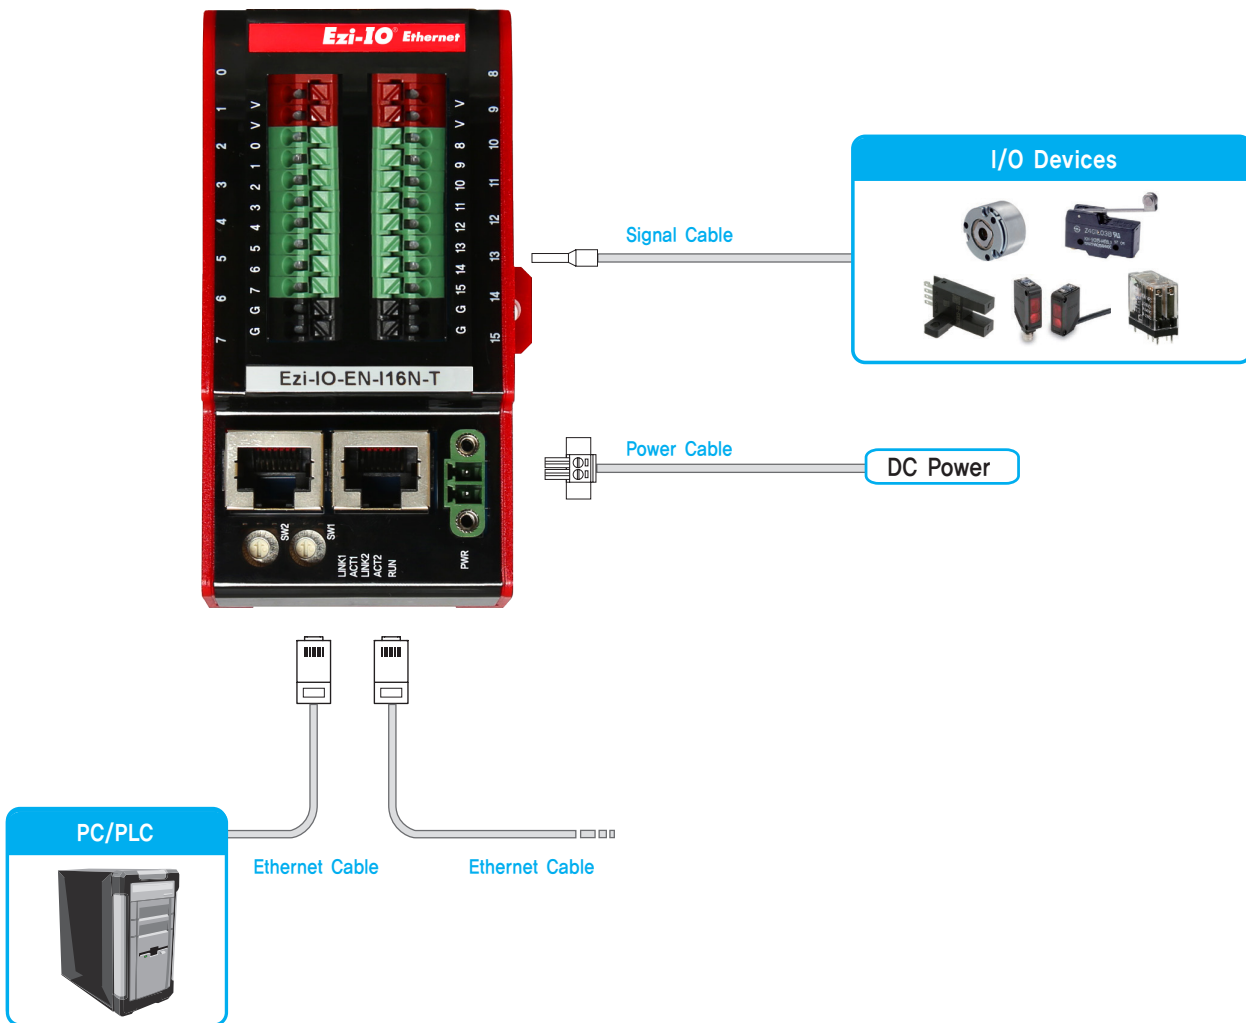 Ezi-IO® Ethernet
0
1
2
3
4
5
6
7
V
V
0
1
2
3
4
5
6
7
G
G
V
V
8
9
10
11
12
13
14
15
G
G
8
9
10
11
12
13
14
15
Ezi-IO-EN-I16N-T
SW2
SW1
LINK1
ACT1
LINK2
ACT2
RUN
PWR
I/O Devices
Signal Cable
Power Cable
DC Power
PC/PLC
Ethernet Cable
Ethernet Cable